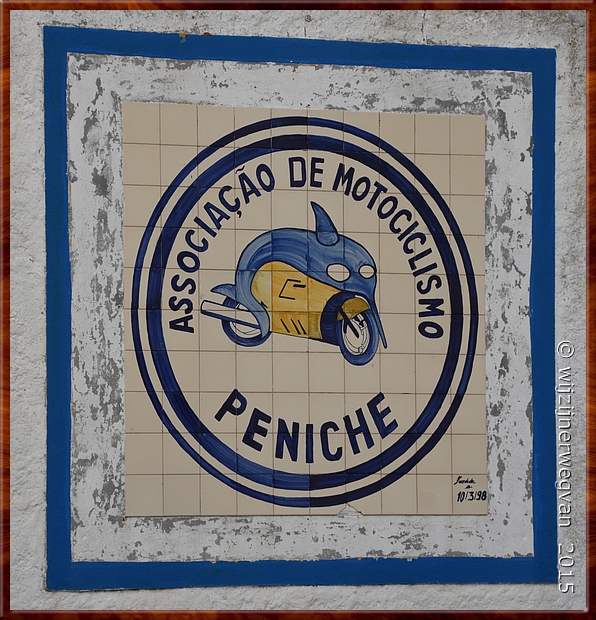 ASSOCIAÇÃO DE MOTOCICLISMO
PENICHE
10/3/98
© wijzijnerwegvan 2015